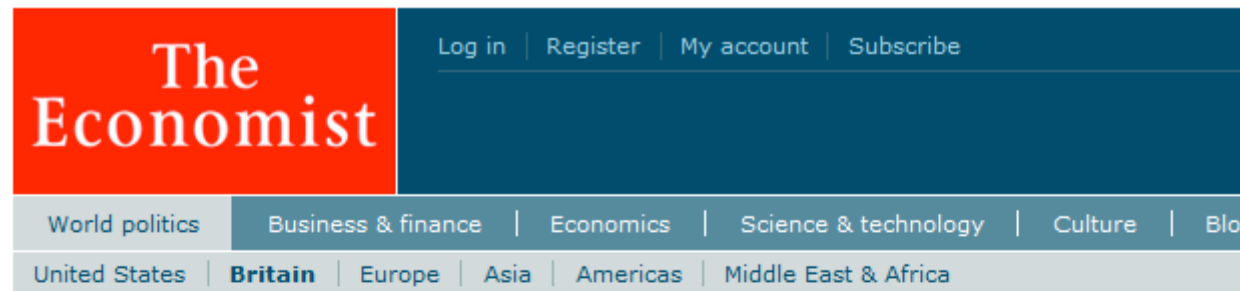 The
Economist
Log in | Register | My account | Subscribe
World politics Business & finance | Economics | Science & technology | Culture | Blo
United States | Britain | Europe | Asia | Americas | Middle East & Africa